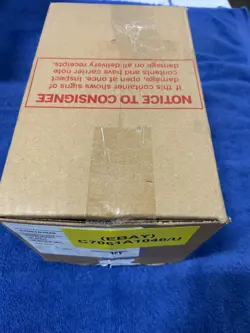 NOTICE TO CONSIGNEE
If this container shows signs of
damage, open at once, inspect
contents and have carrier note
damage on all delivery receipts.
(EBAY)
C7061A1046/U